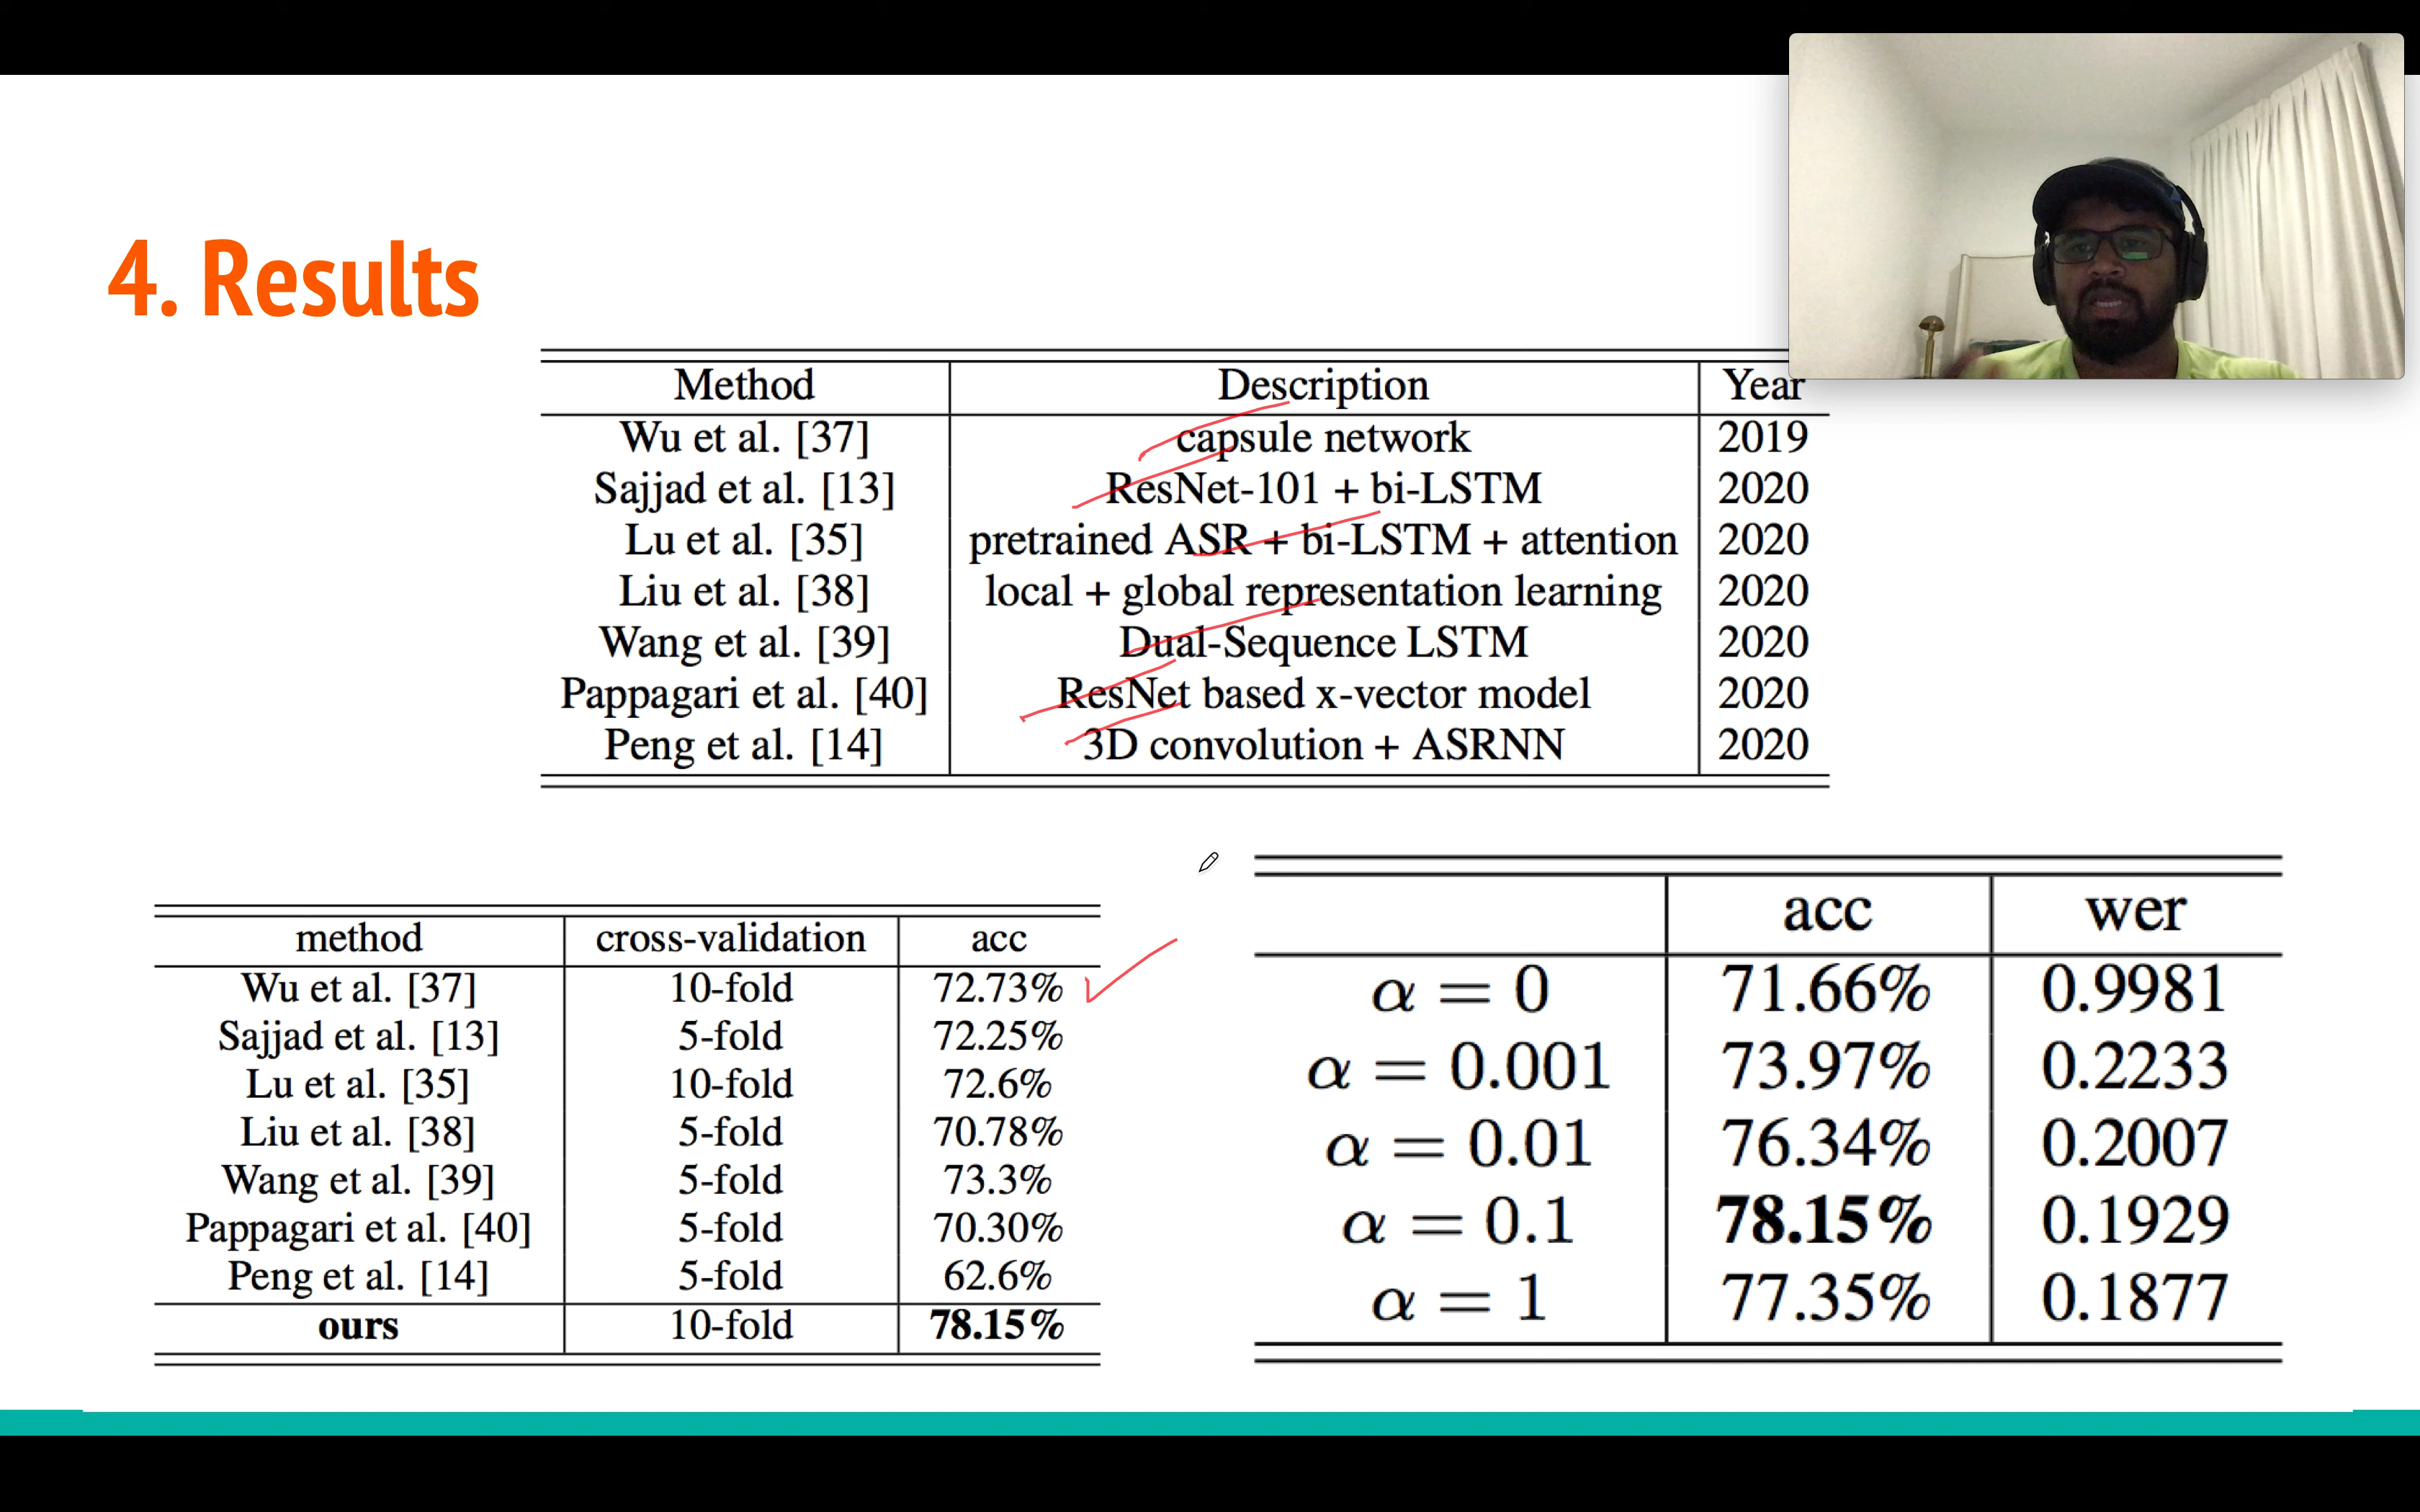 4. Results
Method Description Year
Wu et al. [37] capsule network 2019
Sajjad et al. [13] ResNet-101 + bi-LSTM 2020
Lu et al. [35] pretrained ASR + bi-LSTM + attention 2020
Liu et al. [38] local + global representation learning 2020
Wang et al. [39] Dual-Sequence LSTM 2020
Pappagari et al. [40] ResNet based x-vector model 2020
Peng et al. [14] 3D convolution + ASRNN 2020
method cross-validation acc
Wu et al. [37] 10-fold 72.73%
Sajjad et al. [13] 5-fold 72.25%
Lu et al. [35] 10-fold 72.6%
Liu et al. [38] 5-fold 70.78%
Wang et al. [39] 5-fold 73.3%
Pappagari et al. [40] 5-fold 70.30%
Peng et al. [14] 5-fold 62.6%
ours 10-fold 78.15%
acc wer
α = 0 71.66% 0.9981
α = 0.001 73.97% 0.2233
α = 0.01 76.34% 0.2007
α = 0.1 78.15% 0.1929
α = 1 77.35% 0.1877